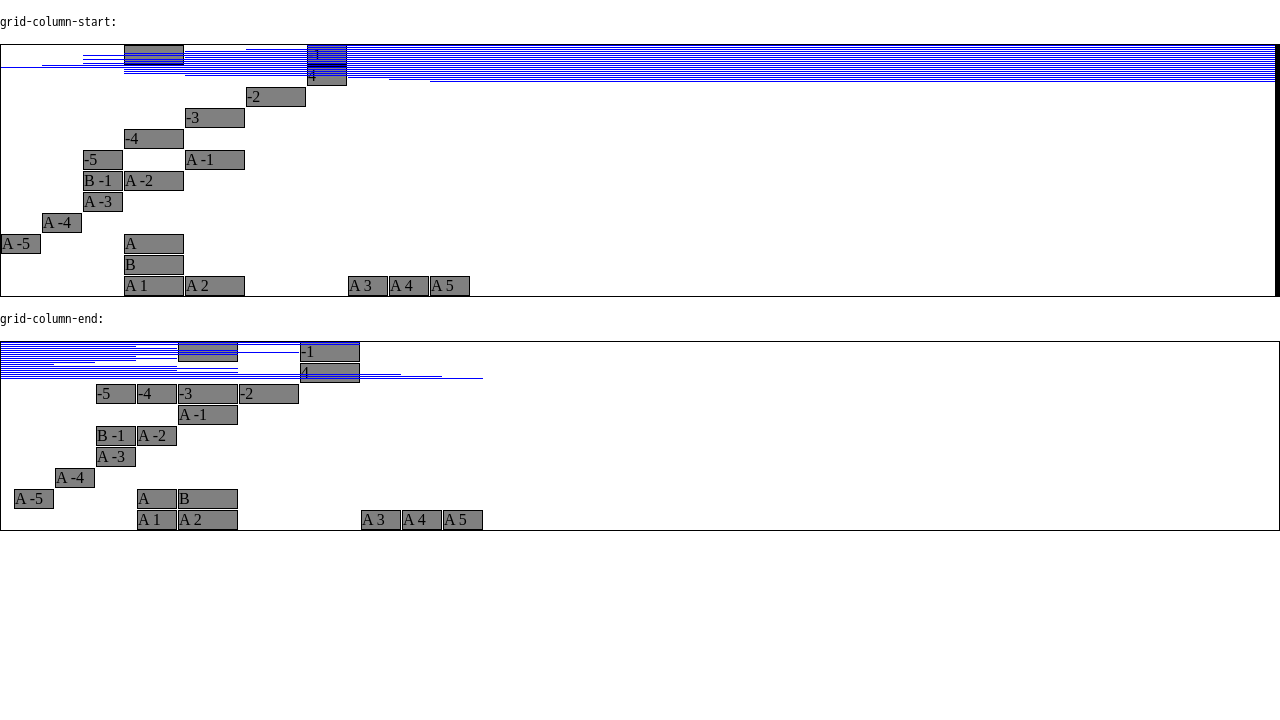 grid-column-start:
1
4
-2
-3
-4
-5 A -1
B -1 A -2
A -3
A -4
A -5 A
B
A 1 A 2 A 3 A 4 A 5
grid-column-end:
-1
4
-5 -4 -3 -2
A -1
B -1 A -2
A -3
A -4
A -5 A B
A 1 A 2 A 3 A 4 A 5